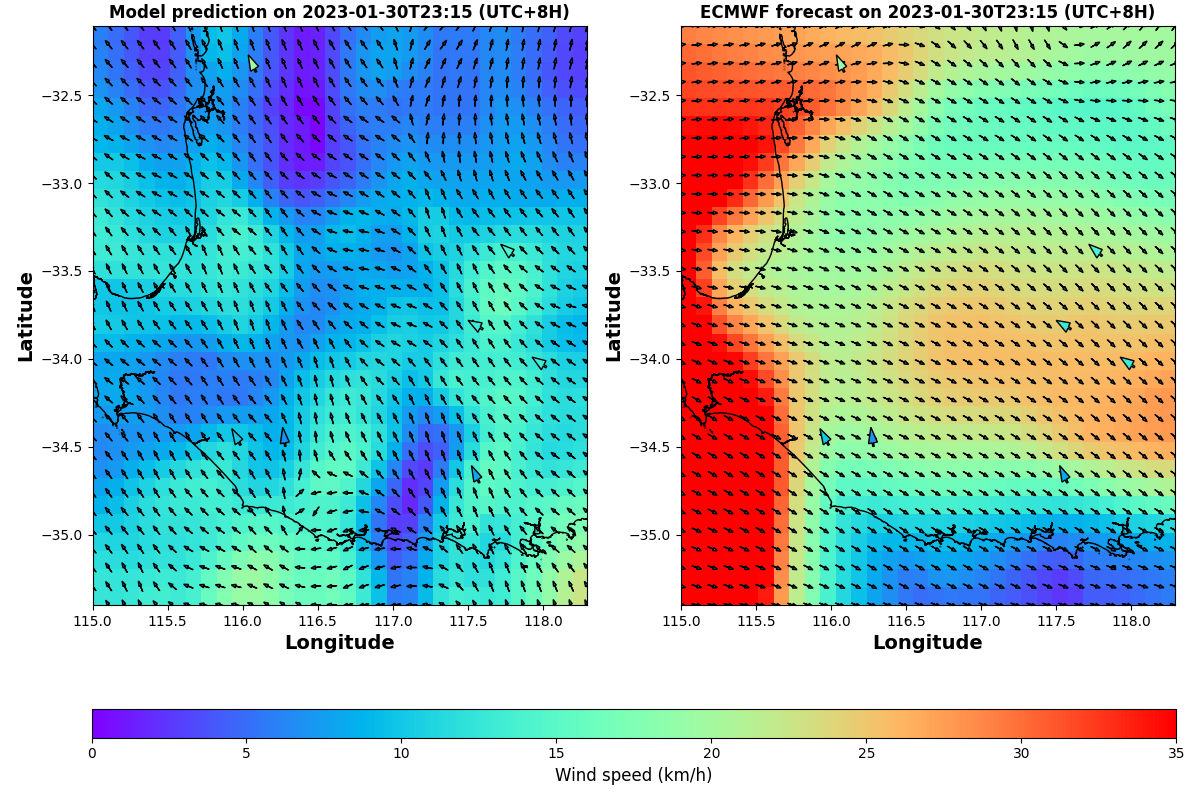 Model prediction on 2023-01-30T23:15 (UTC+8H)
ECMWF forecast on 2023-01-30T23:15 (UTC+8H)
Latitude
−32.5
−33.0
−33.5
−34.0
−34.5
−35.0
115.0 115.5 116.0 116.5 117.0 117.5 118.0
Longitude
Latitude
−32.5
−33.0
−33.5
−34.0
−34.5
−35.0
115.0 115.5 116.0 116.5 117.0 117.5 118.0
Longitude
0 5 10 15 20 25 30 35
Wind speed (km/h)